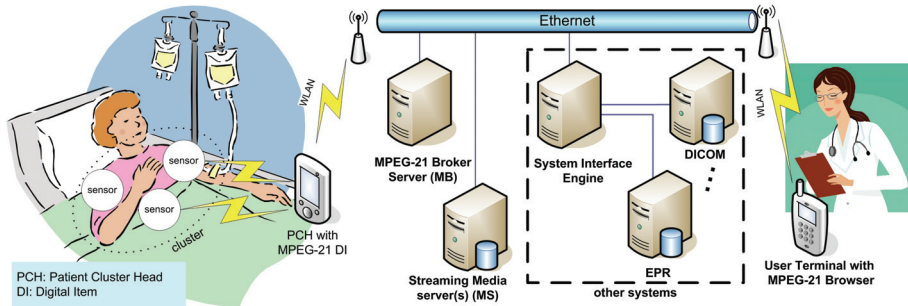 Ethernet
WLAN
WLAN
sensor
sensor
sensor
cluster
PCH with
MPEG-21 DI
PCH: Patient Cluster Head
DI: Digital Item
MPEG-21 Broker
Server (MB)
Streaming Media
server(s) (MS)
System Interface
Engine
DICOM
EPR
other systems
User Terminal with
MPEG-21 Browser